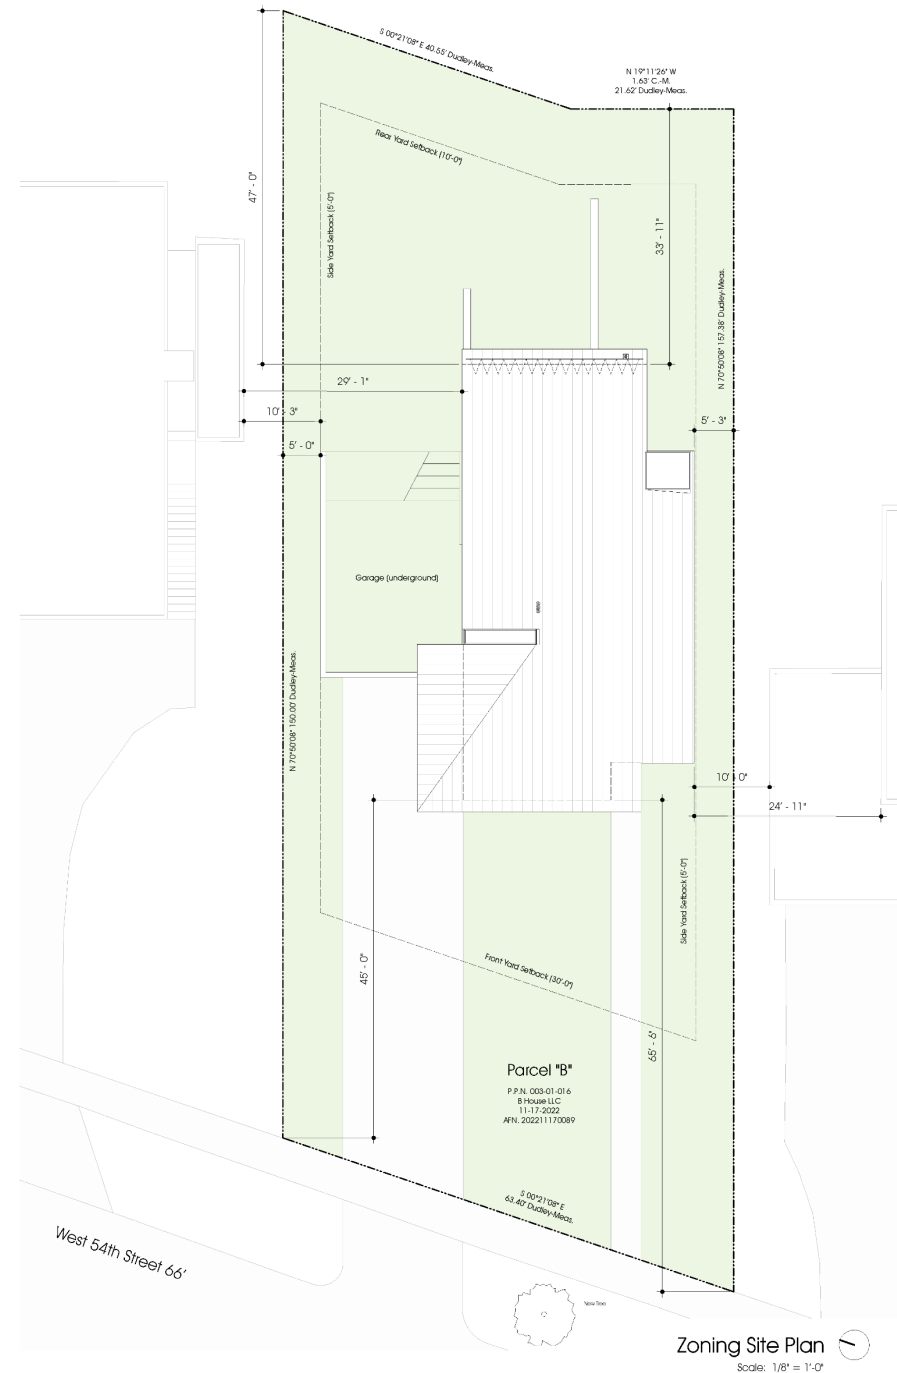 S 00°21'08" E 40.55' Dudley-Meas.
N 19°11'26" W
1.63' C.-M.
21.62' Dudley-Meas.
Rear Yard Setback (10'-0")
47' - 0"
Side Yard Setback (5'-0")
33' - 11"
N 70°50'08" 157.38' Dudley-Meas.
29' - 1"
10' - 3"
5' - 3"
5' - 0"
Garage (underground)
N 70°50'08" 150.00' Dudley-Meas.
10' - 0"
24' - 11"
Side Yard Setback (5'-0")
45' - 0"
Front Yard Setback (30'-0")
65' - 6"
Parcel "B"
P.P.N. 003-01-016
B House LLC
11-17-2022
AFN. 202211170089
S 00°21'08" E
63.40' Dudley-Meas.
West 54th Street 66'
New Tree
Zoning Site Plan
Scale: 1/8" = 1'-0"